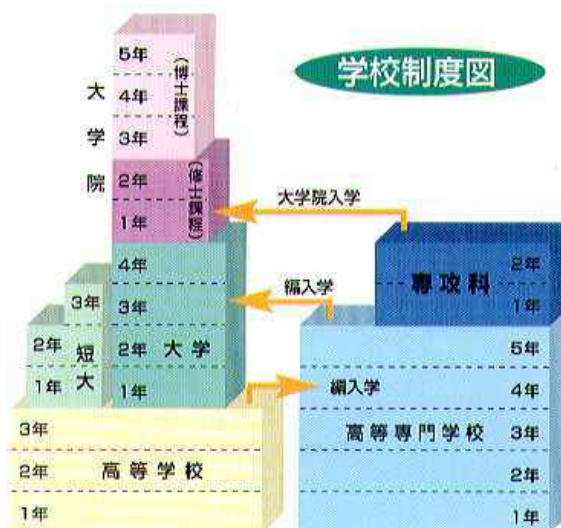 学校制度図
5年
4年
3年
(博士課程)
大学院
2年
1年
(修士課程)
大学院入学
4年
3年
2年
1年
大学
編入学
専攻科
2年
1年
3年
2年
1年
短大
5年
4年
3年
2年
1年
高等専門学校
編入学
3年
2年
1年
高等学校